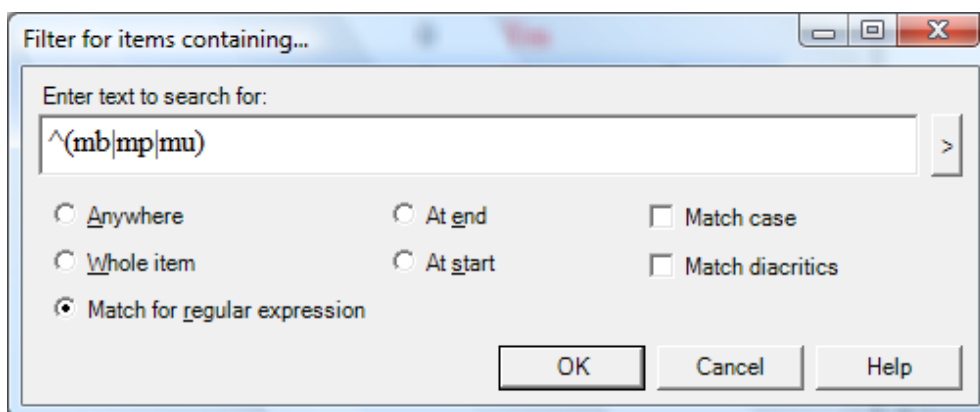 Filter for items containing...
Enter text to search for:
^(mb|mp|mu)
>
Anywhere At end Match case
Whole item At start Match diacritics
Match for regular expression
OK Cancel Help